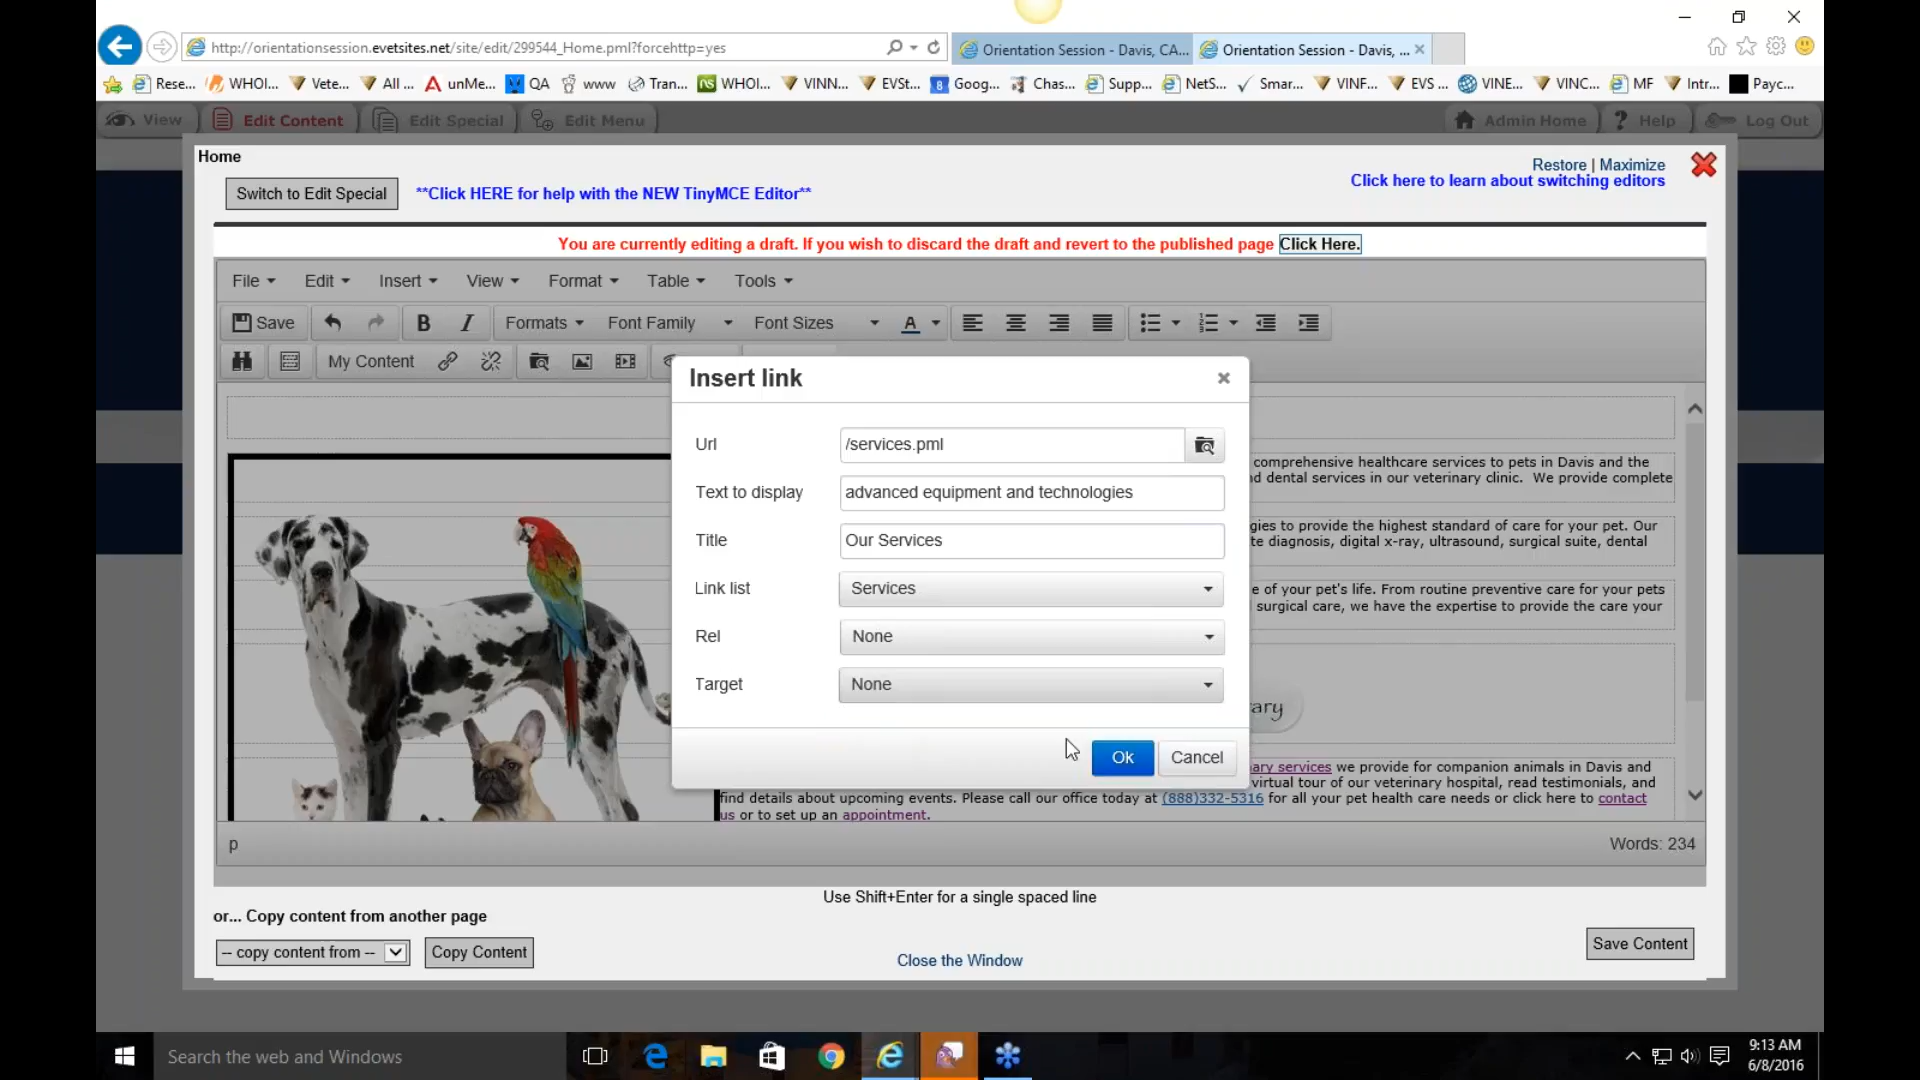 http://orientationsession.evetsites.net/site/edit/299544_Home.pml?forcehttp=yes
Orientation Session - Davis, CA...
Orientation Session - Davis, ...
Rese... WHOI... Vete... All ... unMe... QA www Tran... WHOI... VINN... EVSt... Goog... Chas... Supp... NetS... Smar... VINF... EVS ... VINE... VINC... MF Intr... Payc...
View Edit Content Edit Special Edit Menu Admin Home Help Log Out
Home
Restore | Maximize
Switch to Edit Special **Click HERE for help with the NEW TinyMCE Editor**
Click here to learn about switching editors
You are currently editing a draft. If you wish to discard the draft and revert to the published page Click Here.
File Edit Insert View Format Table Tools
Save B I Formats Font Family Font Sizes A
My Content
Insert link
Url /services.pml
Text to display advanced equipment and technologies
Title Our Services
Link list Services
Rel None
Target None
Ok Cancel
comprehensive healthcare services to pets in Davis and the
d dental services in our veterinary clinic. We provide complete
gies to provide the highest standard of care for your pet. Our
te diagnosis, digital x-ray, ultrasound, surgical suite, dental
e of your pet's life. From routine preventive care for your pets
surgical care, we have the expertise to provide the care your
ary
ary services we provide for companion animals in Davis and
virtual tour of our veterinary hospital, read testimonials, and
find details about upcoming events. Please call our office today at (888)332-5316 for all your pet health care needs or click here to contact
us or to set up an appointment.
p Words: 234
Use Shift+Enter for a single spaced line
or... Copy content from another page
-- copy content from -- Copy Content
Save Content
Close the Window
Search the web and Windows
9:13 AM
6/8/2016